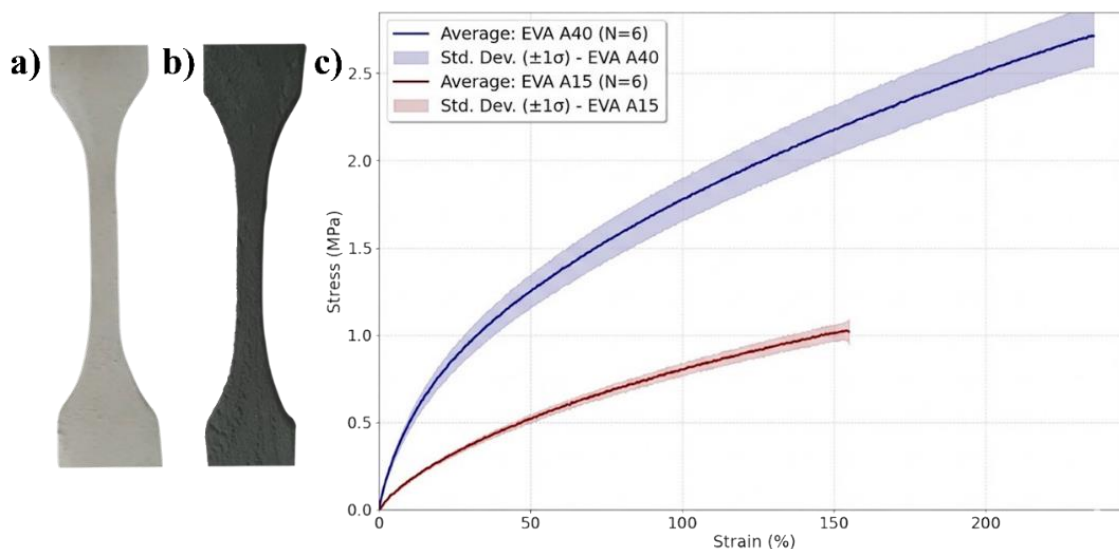 a)
b)
c)
Average: EVA A40 (N=6)
Std. Dev. (±1σ) - EVA A40
Average: EVA A15 (N=6)
Std. Dev. (±1σ) - EVA A15
Stress (MPa)
2.5
2.0
1.5
1.0
0.5
0.0
0
50
100
150
200
Strain (%)